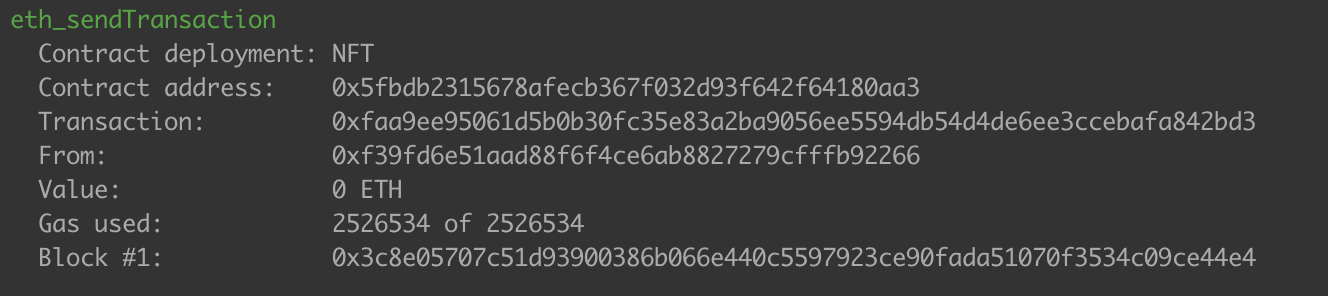 eth_sendTransaction
Contract deployment: NFT
Contract address: 0x5fbdb2315678afecb367f032d93f642f64180aa3
Transaction: 0xfaa9ee95061d5b0b30fc35e83a2ba9056ee5594db54d4de6ee3ccebafa842bd3
From: 0xf39fd6e51aad88f6f4ce6ab8827279cfffb92266
Value: 0 ETH
Gas used: 2526534 of 2526534
Block #1: 0x3c8e05707c51d93900386b066e440c5597923ce90fada51070f3534c09ce44e4